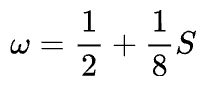 ω = 1/2 + 1/8 S